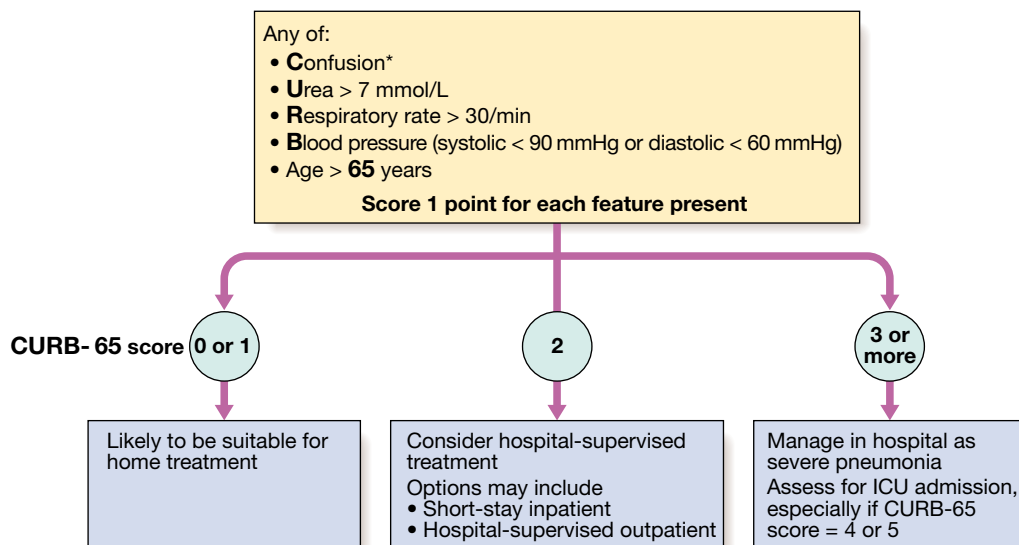 Any of:
• Confusion*
• Urea > 7 mmol/L
• Respiratory rate > 30/min
• Blood pressure (systolic < 90 mmHg or diastolic < 60 mmHg)
• Age > 65 years
Score 1 point for each feature present
CURB- 65 score
0 or 1
2
3 or
more
Likely to be suitable for
home treatment
Consider hospital-supervised
treatment
Options may include
• Short-stay inpatient
• Hospital-supervised outpatient
Manage in hospital as
severe pneumonia
Assess for ICU admission,
especially if CURB-65
score = 4 or 5